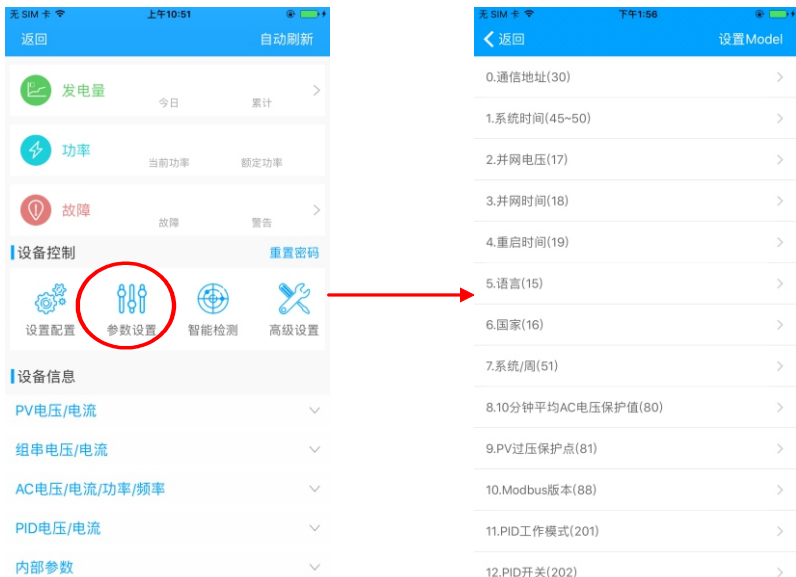 无 SIM 卡 上午10:51
返回 自动刷新
发电量
今日 累计
功率
当前功率 额定功率
故障
故障 警告
设备控制 重置密码
设置配置 参数设置 智能检测 高级设置
设备信息
PV电压/电流
组串电压/电流
AC电压/电流/功率/频率
PID电压/电流
内部参数
无 SIM 卡 下午1:56
返回 设置Model
0.通信地址(30)
1.系统时间(45~50)
2.并网电压(17)
3.并网时间(18)
4.重启时间(19)
5.语言(15)
6.国家(16)
7.系统/周(51)
8.10分钟平均AC电压保护值(80)
9.PV过压保护点(81)
10.Modbus版本(88)
11.PID工作模式(201)
12.PID开关(202)